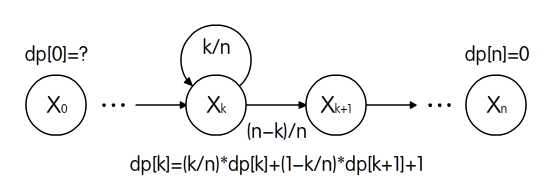 k/n
dp[0]=? dp[n]=0
X0 ··· Xk Xk+1 ··· Xn
(n−k)/n
dp[k]=(k/n)*dp[k]+(1−k/n)*dp[k+1]+1